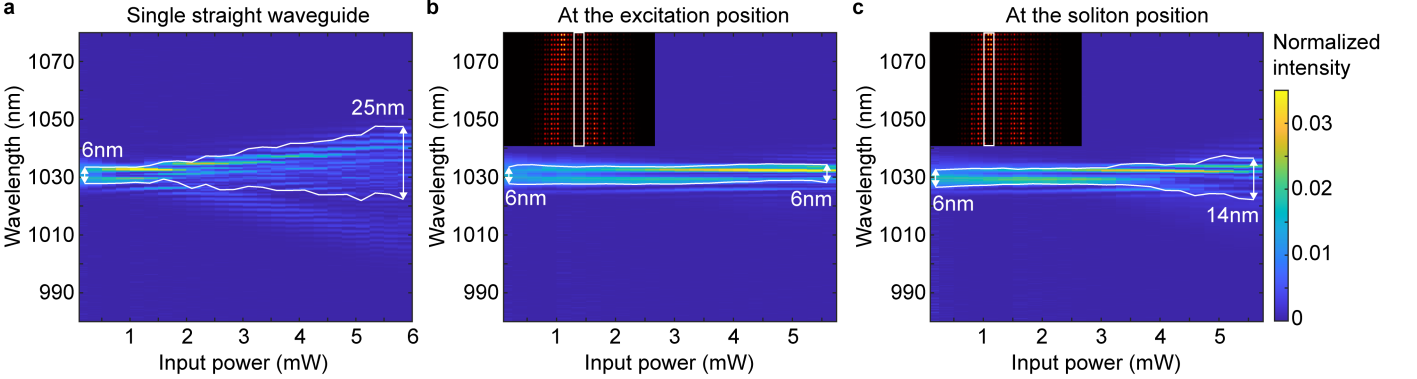 a
Single straight waveguide
1070
1050
1030
1010
990
Wavelength (nm)
6nm
25nm
1 2 3 4 5 6
Input power (mW)
b
At the excitation position
1070
1050
1030
1010
990
Wavelength (nm)
6nm
6nm
1 2 3 4 5
Input power (mW)
c
At the soliton position
1070
1050
1030
1010
990
Wavelength (nm)
6nm
14nm
1 2 3 4 5
Input power (mW)
Normalized
intensity
0.03
0.02
0.01
0